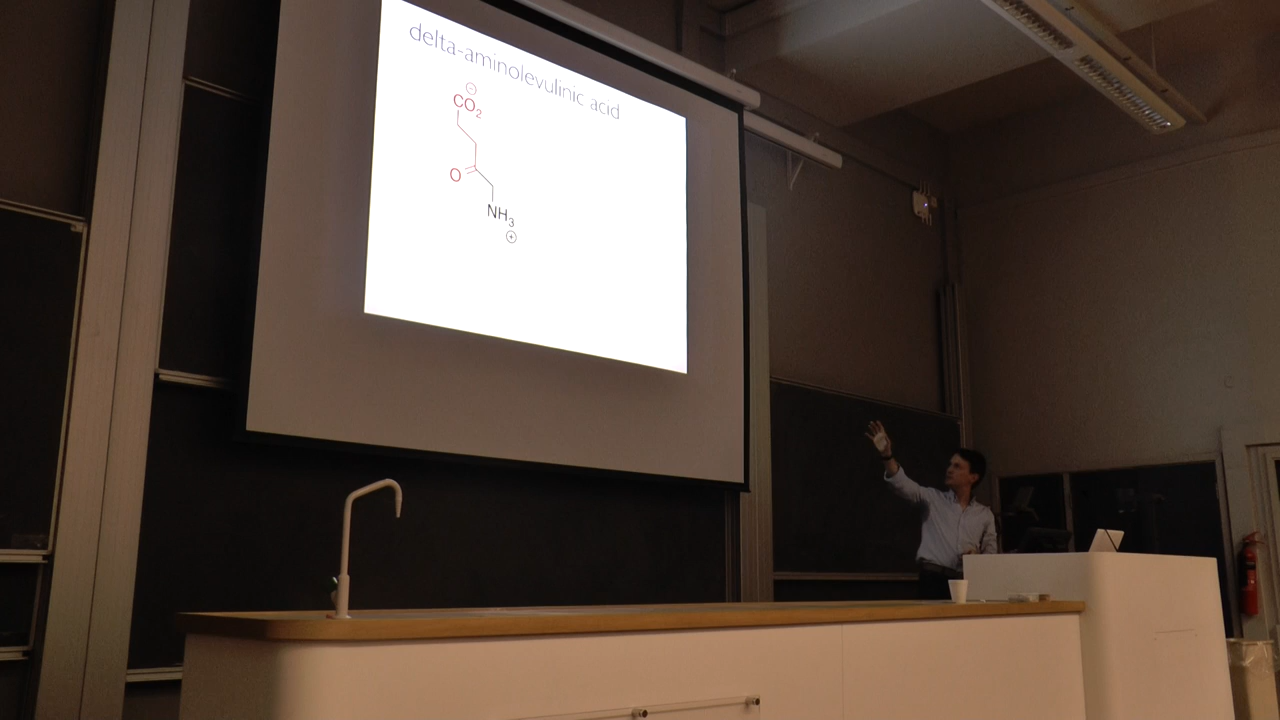 delta-aminolevulinic acid
⊖
CO₂
O
NH₃
⊕